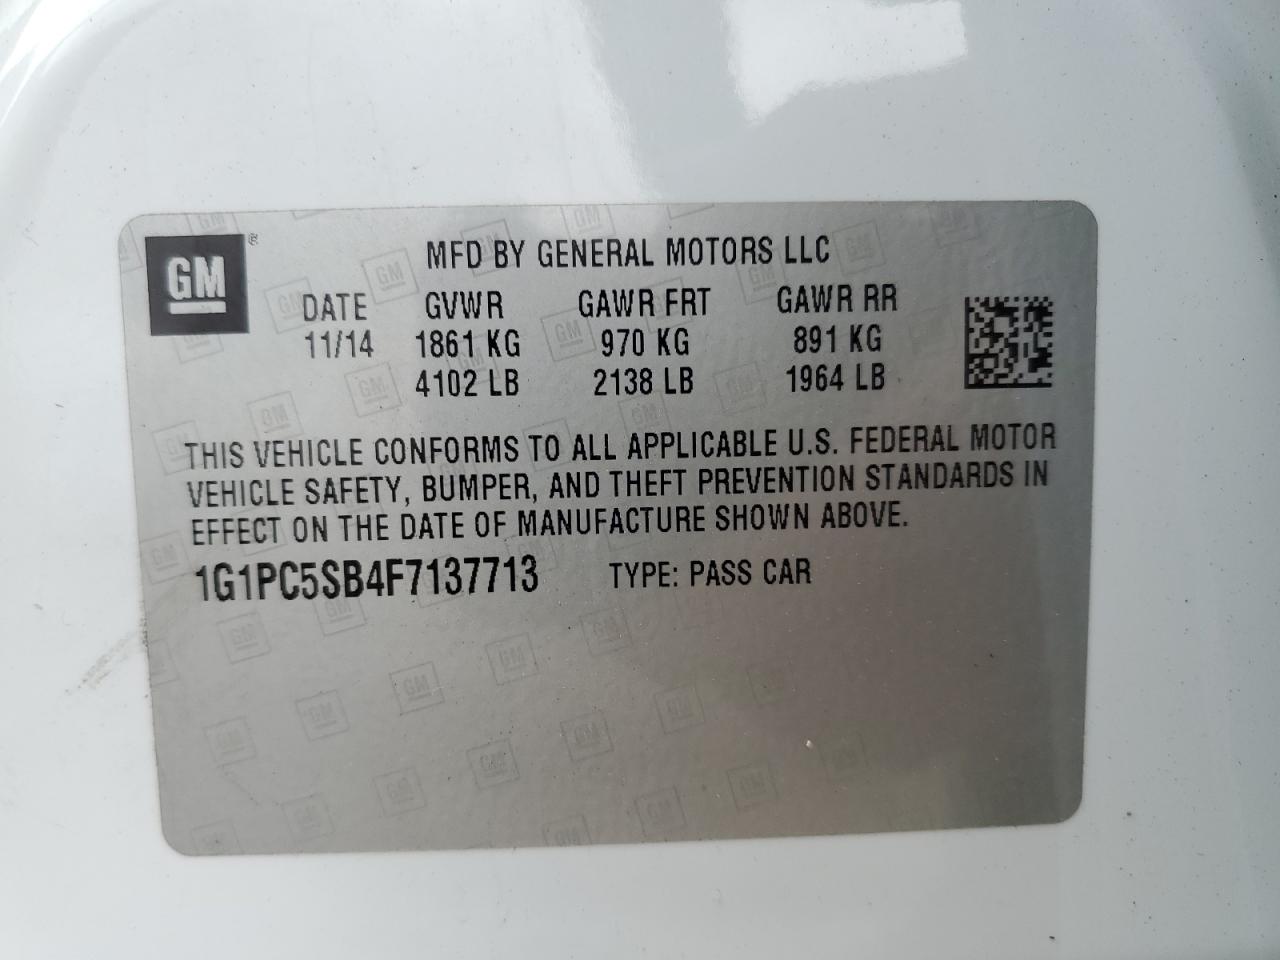 GM ®
MFD BY GENERAL MOTORS LLC
DATE GVWR GAWR FRT GAWR RR
11/14 1861 KG 970 KG 891 KG
4102 LB 2138 LB 1964 LB
THIS VEHICLE CONFORMS TO ALL APPLICABLE U.S. FEDERAL MOTOR
VEHICLE SAFETY, BUMPER, AND THEFT PREVENTION STANDARDS IN
EFFECT ON THE DATE OF MANUFACTURE SHOWN ABOVE.
1G1PC5SB4F7137713 TYPE: PASS CAR